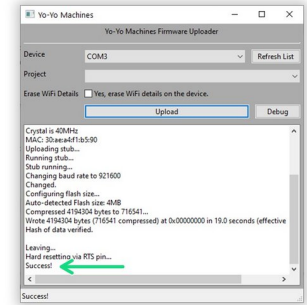 Yo-Yo Machines
Yo-Yo Machines Firmware Uploader
Device
COM3
Refresh List
Project
Erase WiFi Details
Yes, erase WiFi details on the device.
Upload
Debug
Crystal is 40MHz
MAC: 30:ae:a4:f1:b5:90
Uploading stub...
Running stub...
Stub running...
Changing baud rate to 921600
Changed.
Configuring flash size...
Auto-detected Flash size: 4MB
Compressed 4194304 bytes to 716541...
Wrote 4194304 bytes (716541 compressed) at 0x00000000 in 19.0 seconds (effective
Hash of data verified.
Leaving...
Hard resetting via RTS pin...
Success!
Success!